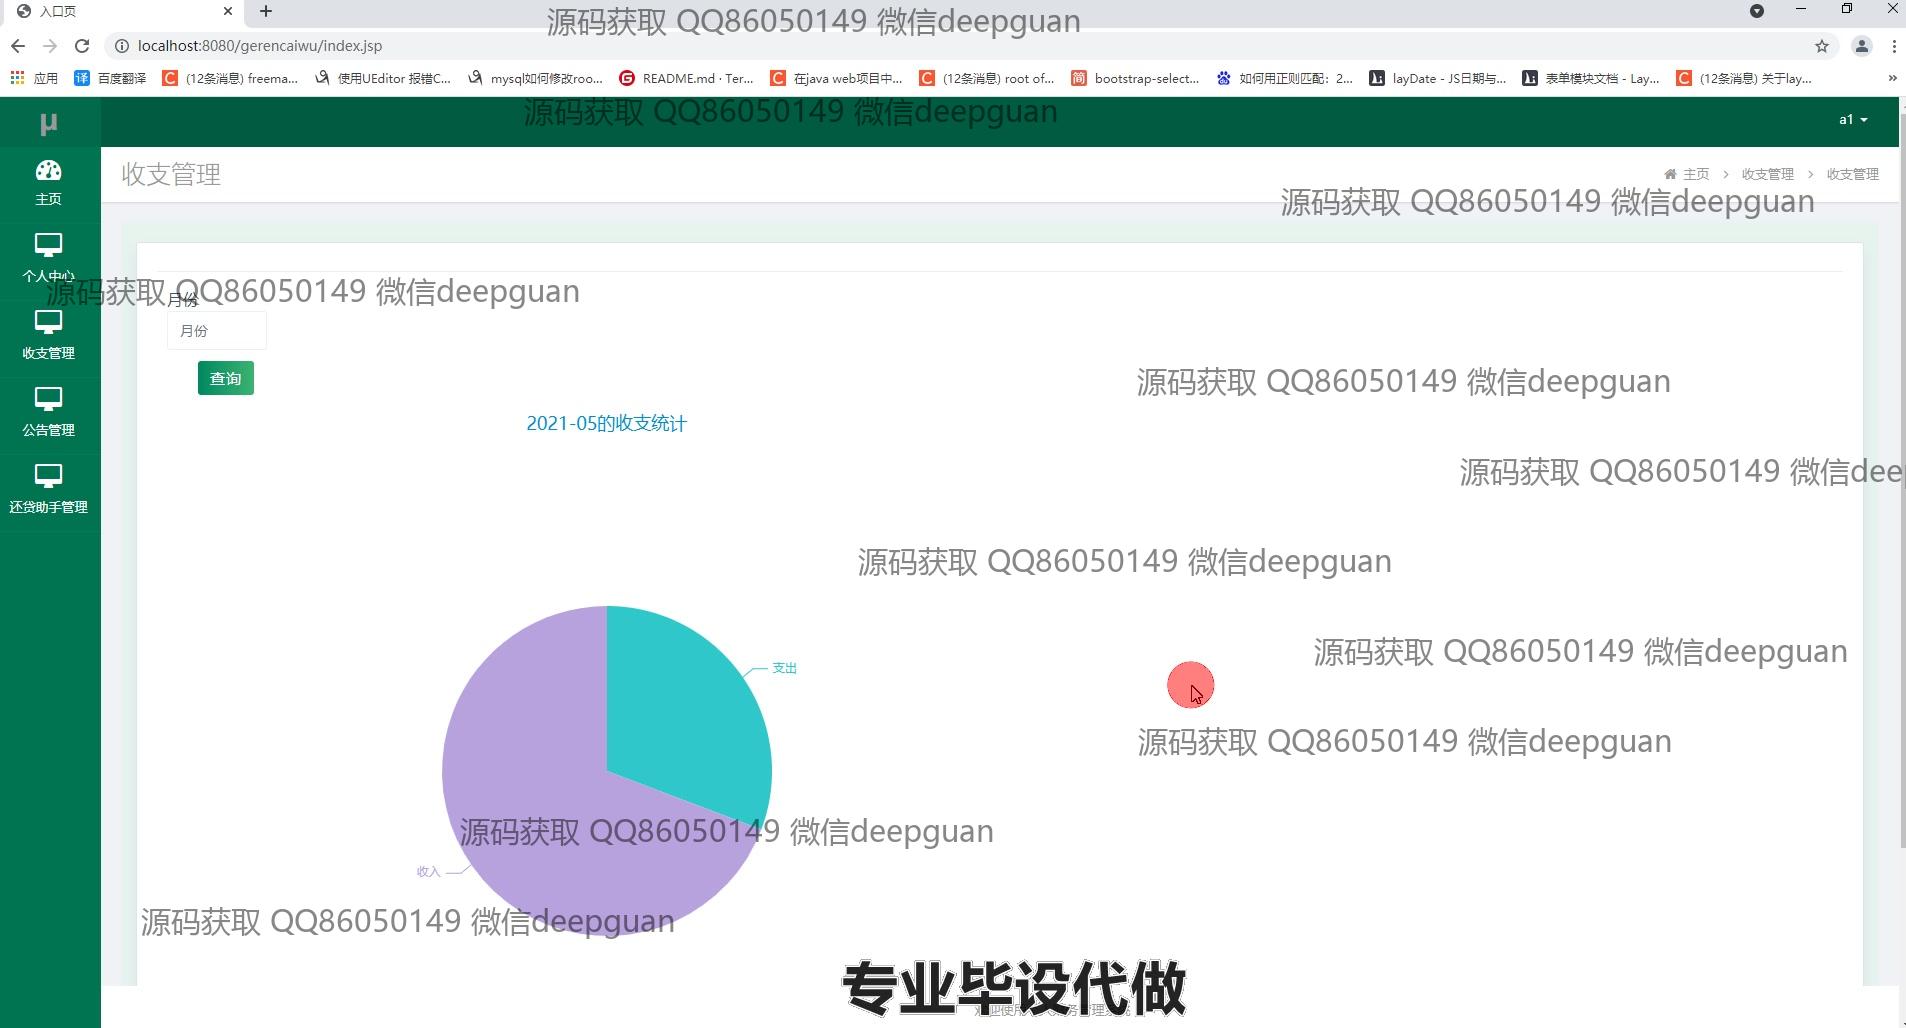 入口页
源码获取 QQ86050149 微信deepguan
localhost:8080/gerencaiwu/index.jsp
应用
百度翻译
(12条消息) freema...
使用UEditor 报错C...
mysql如何修改roo...
README.md · Ter...
在java web项目中...
(12条消息) root of...
bootstrap-select...
如何用正则匹配：2...
layDate - JS日期与...
表单模块文档 - Lay...
(12条消息) 关于lay...
»
源码获取 QQ86050149 微信deepguan
μ
a1
主页
收支管理
主页 > 收支管理 > 收支管理
源码获取 QQ86050149 微信deepguan
个人中心
源码获取 QQ86050149 微信deepguan
月份
月份
收支管理
查询
源码获取 QQ86050149 微信deepguan
公告管理
2021-05的收支统计
源码获取 QQ86050149 微信dee
还贷助手管理
源码获取 QQ86050149 微信deepguan
源码获取 QQ86050149 微信deepguan
支出
源码获取 QQ86050149 微信deepguan
源码获取 QQ86050149 微信deepguan
收入
源码获取 QQ86050149 微信deepguan
专业毕设代做